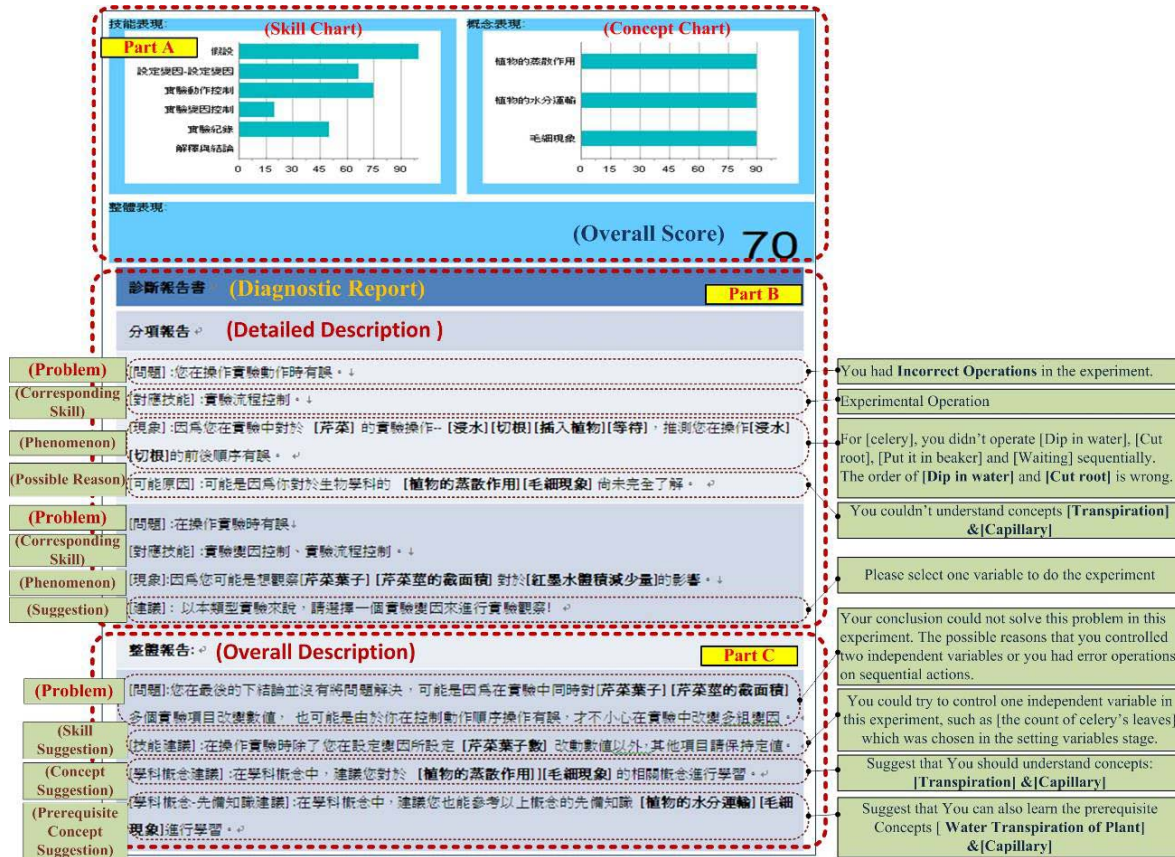 技能表現:
(Skill Chart)
Part A
假設
設定變因-設定變因
實驗動作控制
實驗變因控制
實驗紀錄
解釋與結論
0 15 30 45 60 75 90
概念表現:
(Concept Chart)
植物的蒸散作用
植物的水分運輸
毛細現象
0 15 30 45 60 75 90
整體表現:
(Overall Score) 70
診斷報告書 (Diagnostic Report)
Part B
分項報告 (Detailed Description )
(Problem)
[問題] :您在操作實驗動作時有誤。
You had Incorrect Operations in the experiment.
(Corresponding
Skill)
[對應技能] : 實驗流程控制。
Experimental Operation
(Phenomenon)
[現象] : 因為您在實驗中對於 [芹菜] 的實驗操作-- [浸水] [切根] [插入植物] [等待],推測您在操作[浸水]
[切根]的前後順序有誤。
For [celery], you didn't operate [Dip in water], [Cut
root], [Put it in beaker] and [Waiting] sequentially.
The order of [Dip in water] and [Cut root] is wrong.
(Possible Reason)
[可能原因] :可能是因為你對於生物學科的 [植物的蒸散作用] [毛細現象] 尚未完全了解。
You couldn't understand concepts [Transpiration]
&[Capillary]
(Problem)
[問題] : 在操作實驗時有誤
(Corresponding
Skill)
[對應技能] : 實驗變因控制、實驗流程控制。
(Phenomenon)
[現象]:因為您可能是想觀察[芹菜葉子] [芹菜莖的截面積] 對於[紅墨水體積減少量]的影響。
(Suggestion)
[建議] : 以本類型實驗來說,請選擇一個實驗變因來進行實驗觀察!
Please select one variable to do the experiment
整體報告: (Overall Description)
Part C
(Problem)
[問題]:您在最後的下結論並沒有將問題解決,可能是因為在實驗中同時對[芹菜葉子] [芹菜莖的截面積]
多個實驗項目改變數值, 也可能是由於你在控制動作順序操作有誤,才不小心在實驗中改變多組變因.
Your conclusion could not solve this problem in this
experiment. The possible reasons that you controlled
two independent variables or you had error operations
on sequential actions.
(Skill
Suggestion)
[技能建議] : 在操作實驗時除了您在設定變因所設定 [芹菜葉子數] 改動數值以外,其他項目請保持定值。
You could try to control one independent variable in
this experiment, such as [the count of celery's leaves]
which was chosen in the setting variables stage.
(Concept
Suggestion)
[學科概念建議] : 在學科概念中,建議您對於 [植物的蒸散作用]][毛細現象] 的相關概念進行學習。
Suggest that You should understand concepts:
[Transpiration] &[Capillary]
(Prerequisite
Concept
Suggestion)
[學科概念-先備知識建議] : 在學科概念中,建議您也能參考以上概念的先備知識 [植物的水分運輸] [毛細
現象]進行學習。
Suggest that You can also learn the prerequisite
Concepts [ Water Transpiration of Plant]
&[Capillary]